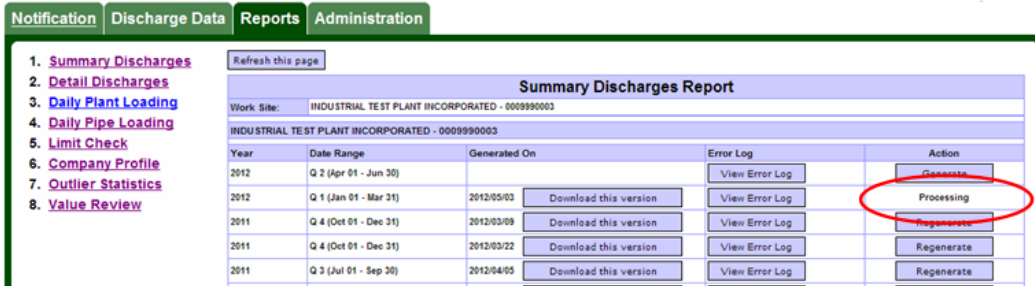 Notification Discharge Data Reports Administration
1. Summary Discharges
2. Detail Discharges
3. Daily Plant Loading
4. Daily Pipe Loading
5. Limit Check
6. Company Profile
7. Outlier Statistics
8. Value Review
Refresh this page
Summary Discharges Report
Work Site: INDUSTRIAL TEST PLANT INCORPORATED - 0009990003
INDUSTRIAL TEST PLANT INCORPORATED - 0009990003
Year Date Range Generated On Error Log Action
2012 Q 2 (Apr 01 - Jun 30) View Error Log Generate
2012 Q 1 (Jan 01 - Mar 31) 2012/05/03 Download this version View Error Log Processing
2011 Q 4 (Oct 01 - Dec 31) 2012/03/09 Download this version View Error Log Regenerate
2011 Q 4 (Oct 01 - Dec 31) 2012/03/22 Download this version View Error Log Regenerate
2011 Q 3 (Jul 01 - Sep 30) 2012/04/05 Download this version View Error Log Regenerate